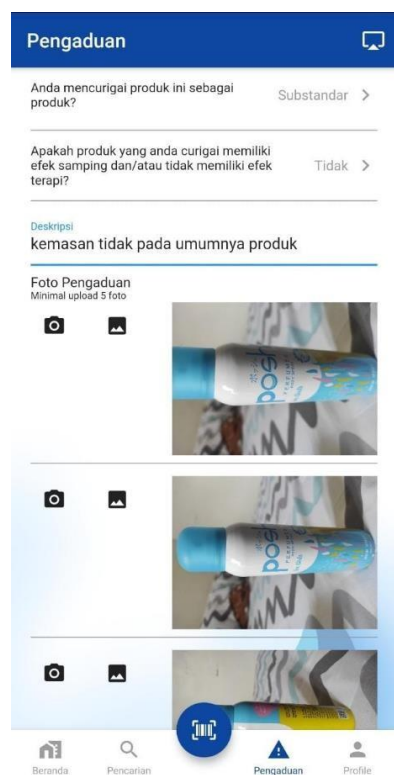 Pengaduan
Anda mencurigai produk ini sebagai
produk?
Substandar
Apakah produk yang anda curigai memiliki
efek samping dan/atau tidak memiliki efek
terapi?
Tidak
Deskripsi
kemasan tidak pada umumnya produk
Foto Pengaduan
Minimal upload 5 foto
posh
posh
Beranda
Pencarian
Pengaduan
Profile